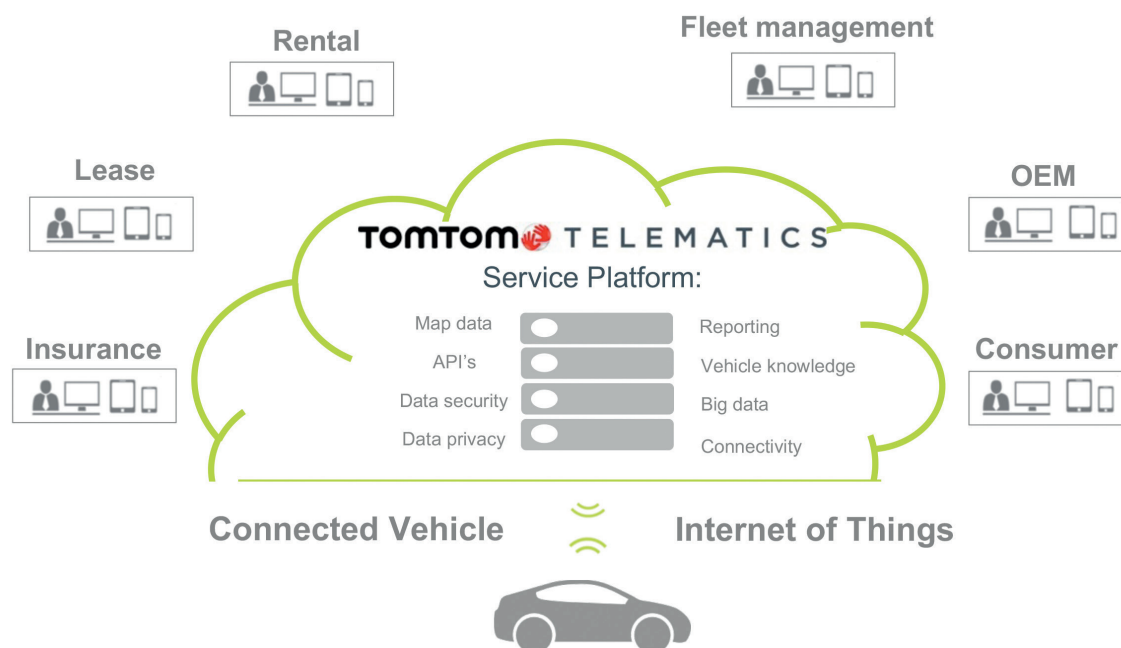 Rental
Fleet management
Lease
OEM
TOMTOM TELEMATICS
Service Platform:
Insurance
Consumer
Map data
Reporting
API's
Vehicle knowledge
Data security
Big data
Data privacy
Connectivity
Connected Vehicle
Internet of Things